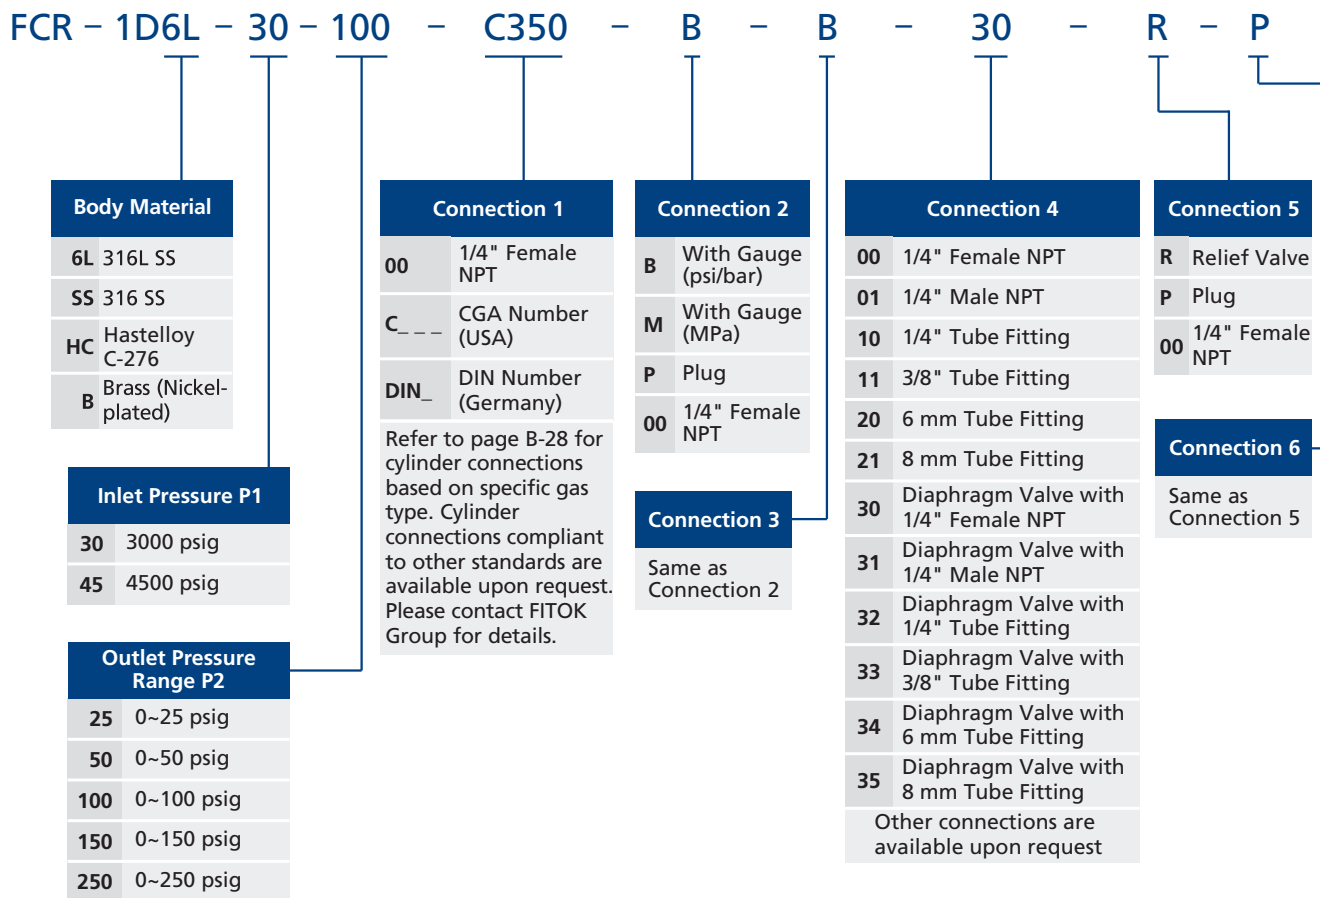 FCR – 1D6L – 30 – 100 – C350 – B – B – 30 – R – P
Body Material
6L 316L SS
SS 316 SS
HC Hastelloy
C-276
B Brass (Nickel-
plated)
Inlet Pressure P1
30 3000 psig
45 4500 psig
Outlet Pressure
Range P2
25 0~25 psig
50 0~50 psig
100 0~100 psig
150 0~150 psig
250 0~250 psig
Connection 1
00 1/4" Female
NPT
C_ _ _ CGA Number
(USA)
DIN_ DIN Number
(Germany)
Refer to page B-28 for
cylinder connections
based on specific gas
type. Cylinder
connections compliant
to other standards are
available upon request.
Please contact FITOK
Group for details.
Connection 2
B With Gauge
(psi/bar)
M With Gauge
(MPa)
P Plug
00 1/4" Female
NPT
Connection 3
Same as
Connection 2
Connection 4
00 1/4" Female NPT
01 1/4" Male NPT
10 1/4" Tube Fitting
11 3/8" Tube Fitting
20 6 mm Tube Fitting
21 8 mm Tube Fitting
30 Diaphragm Valve with
1/4" Female NPT
31 Diaphragm Valve with
1/4" Male NPT
32 Diaphragm Valve with
1/4" Tube Fitting
33 Diaphragm Valve with
3/8" Tube Fitting
34 Diaphragm Valve with
6 mm Tube Fitting
35 Diaphragm Valve with
8 mm Tube Fitting
Other connections are
available upon request
Connection 5
R Relief Valve
P Plug
00 1/4" Female
NPT
Connection 6
Same as
Connection 5